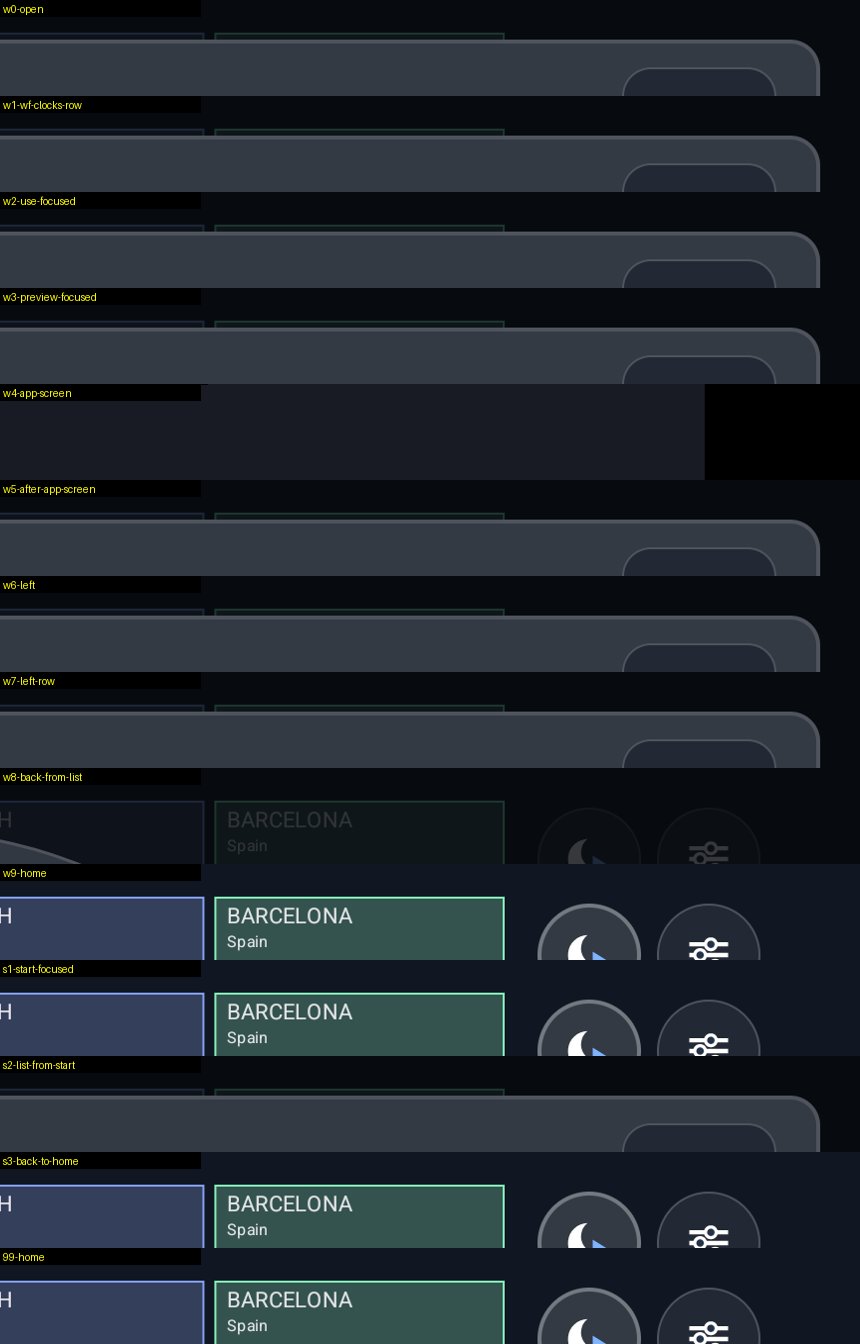 w0-open
w1-wf-clocks-row
w2-use-focused
w3-preview-focused
w4-app-screen
w5-after-app-screen
w6-left
w7-left-row
w8-back-from-list
H
BARCELONA
Spain
w9-home
H
BARCELONA
Spain
s1-start-focused
H
BARCELONA
Spain
s2-list-from-start
s3-back-to-home
H
BARCELONA
Spain
99-home
H
BARCELONA
Spain